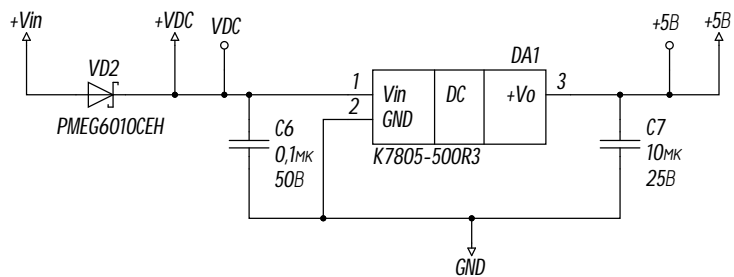 +Vin
+VDC
VDC
+5В
+5В
VD2
DA1
1
3
2
Vin
DC
+Vo
GND
PMEG6010CEH
C6
0,1мк
50В
K7805-500R3
C7
10мк
25В
GND